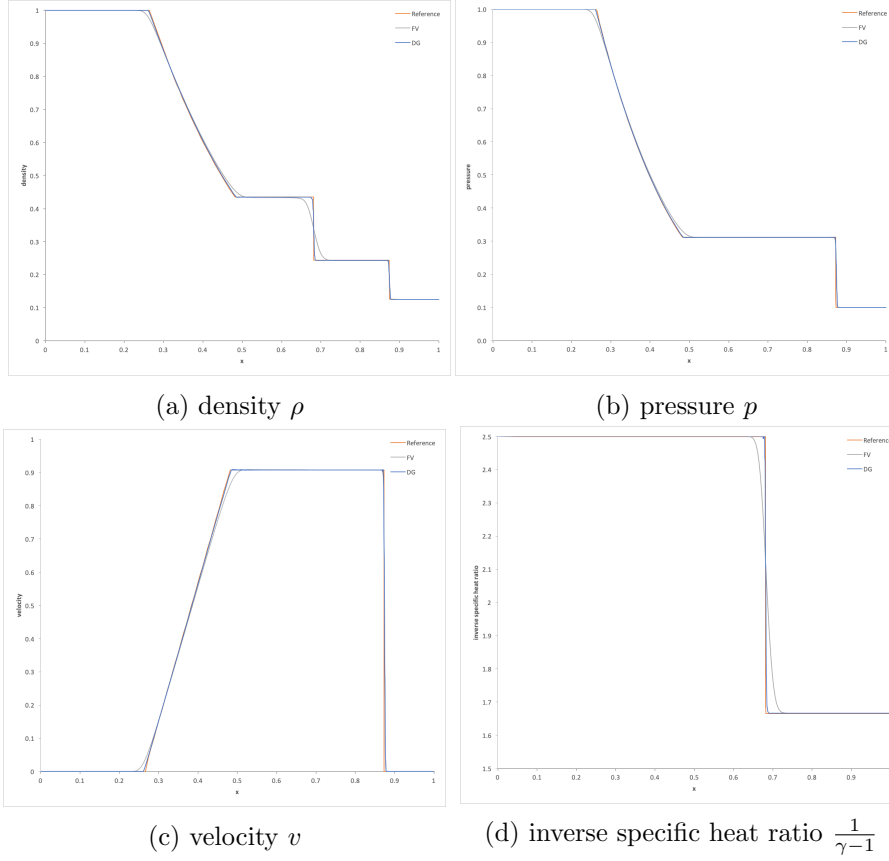 Reference
FV
DG
1
0.9
0.8
0.7
0.6
0.5
0.4
0.3
0.2
0.1
0
density
0 0.1 0.2 0.3 0.4 0.5 0.6 0.7 0.8 0.9 1
x
(a) density ρ
Reference
FV
DG
1.0
0.9
0.8
0.7
0.6
0.5
0.4
0.3
0.2
0.1
0.0
pressure
0 0.1 0.2 0.3 0.4 0.5 0.6 0.7 0.8 0.9 1
x
(b) pressure p
Reference
FV
DG
1
0.9
0.8
0.7
0.6
0.5
0.4
0.3
0.2
0.1
0
velocity
0 0.1 0.2 0.3 0.4 0.5 0.6 0.7 0.8 0.9 1
x
(c) velocity v
Reference
FV
DG
2.5
2.4
2.3
2.2
2.1
2
1.9
1.8
1.7
1.6
1.5
inverse specific heat ratio
0 0.1 0.2 0.3 0.4 0.5 0.6 0.7 0.8 0.9
x
(d) inverse specific heat ratio 1/(γ−1)